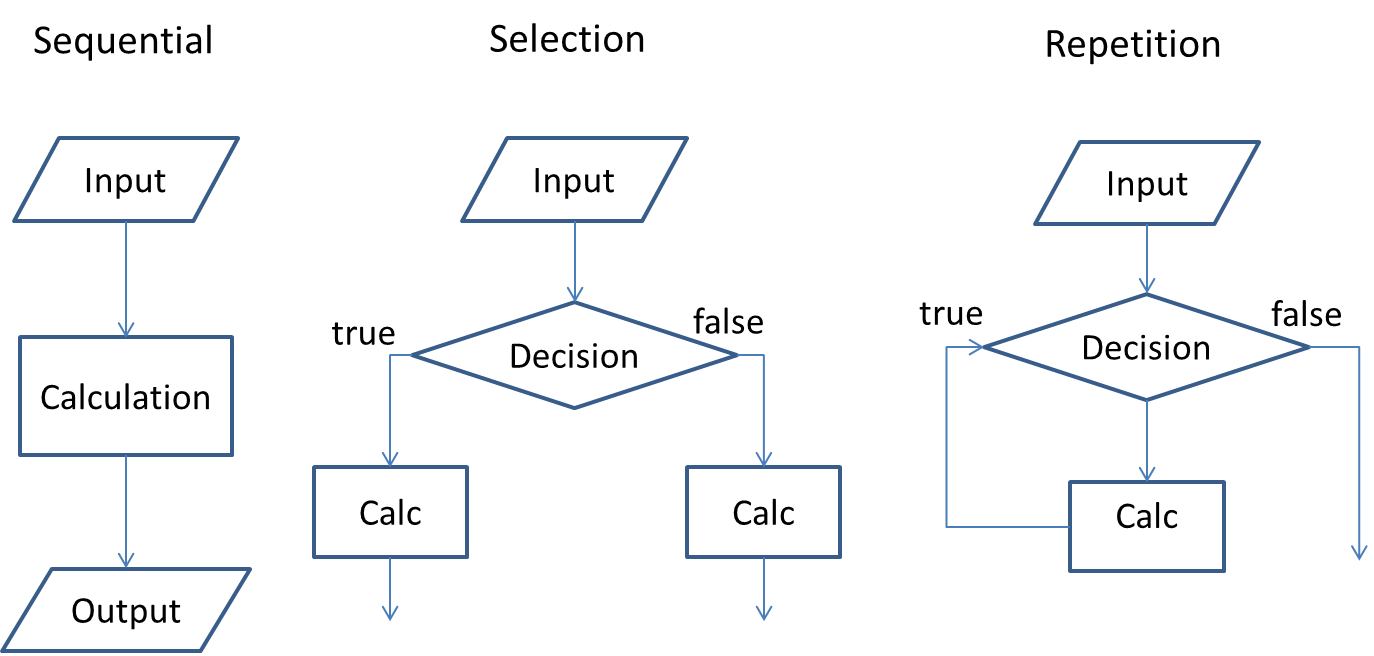 Sequential
Input
Calculation
Output
Selection
Input
true
false
Decision
Calc
Calc
Repetition
Input
true
false
Decision
Calc